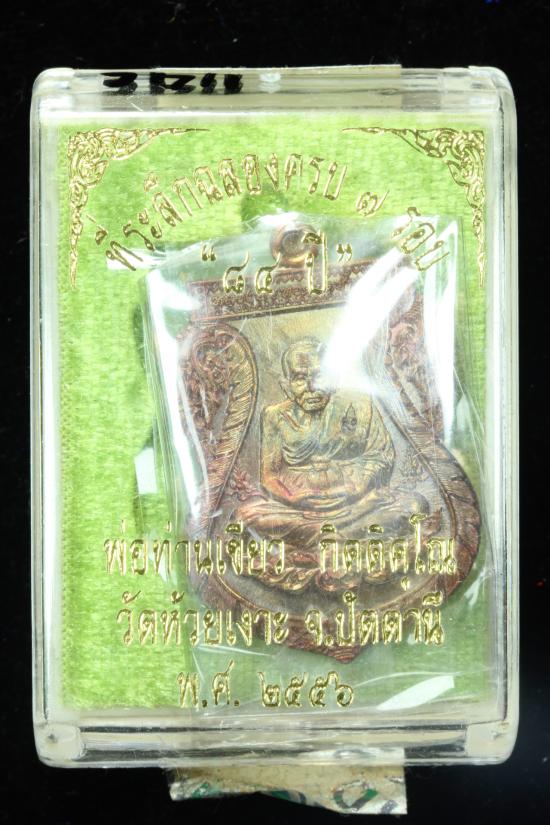 ที่ระลึกฉลองครบ ๗ รอบ
“๘๔ ปี”
พ่อท่านเขียว กิตติคุโณ
วัดห้วยเงาะ จ.ปัตตานี
พ.ศ. ๒๕๕๖